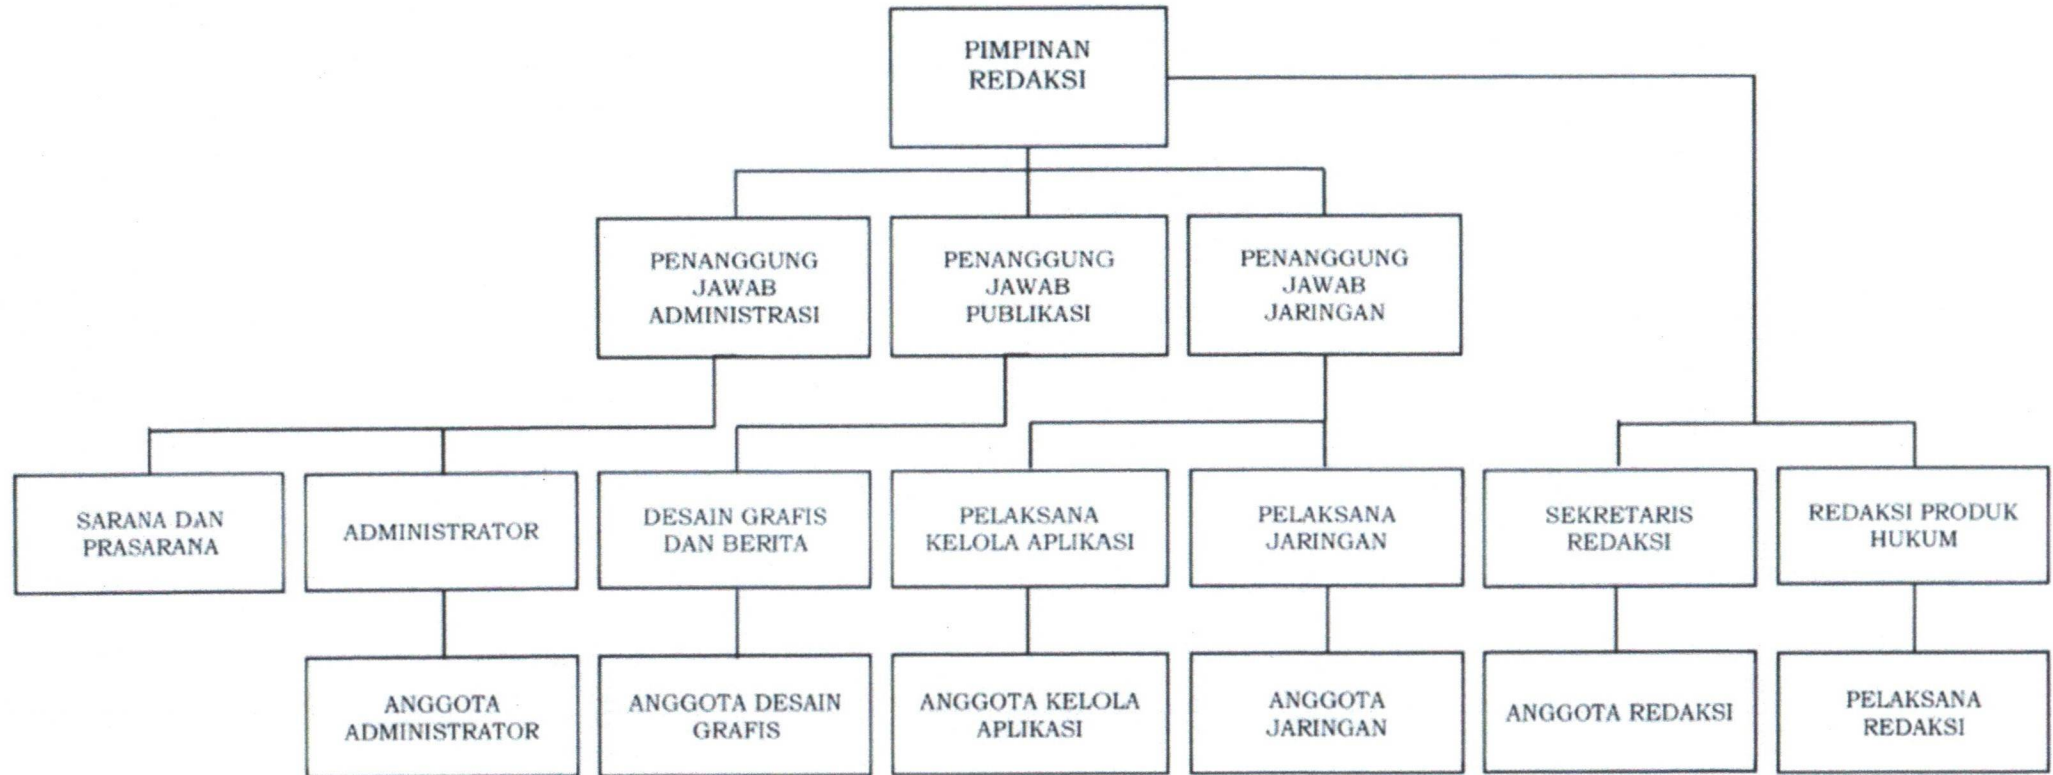 PIMPINAN
REDAKSI
PENANGGUNG
JAWAB
ADMINISTRASI
PENANGGUNG
JAWAB
PUBLIKASI
PENANGGUNG
JAWAB
JARINGAN
SARANA DAN
PRASARANA
ADMINISTRATOR
DESAIN GRAFIS
DAN BERITA
PELAKSANA
KELOLA APLIKASI
PELAKSANA
JARINGAN
SEKRETARIS
REDAKSI
REDAKSI PRODUK
HUKUM
ANGGOTA
ADMINISTRATOR
ANGGOTA DESAIN
GRAFIS
ANGGOTA KELOLA
APLIKASI
ANGGOTA
JARINGAN
ANGGOTA REDAKSI
PELAKSANA
REDAKSI